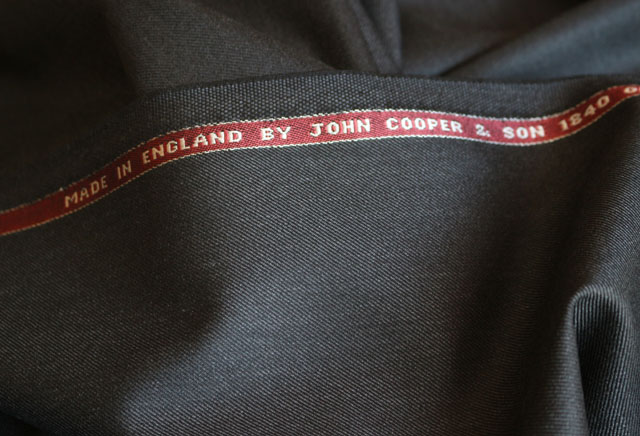 MADE IN ENGLAND BY JOHN COOPER & SON 1840